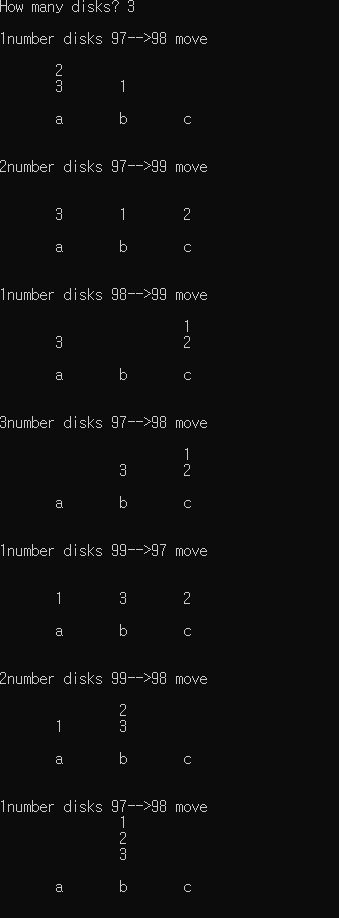 How many disks? 3
1number disks 97-->98 move
2
3 1
a b c
2number disks 97-->99 move
3 1 2
a b c
1number disks 98-->99 move
1
3 2
a b c
3number disks 97-->98 move
1
3 2
a b c
1number disks 99-->97 move
1 3 2
a b c
2number disks 99-->98 move
2
1 3
a b c
1number disks 97-->98 move
1
2
3
a b c